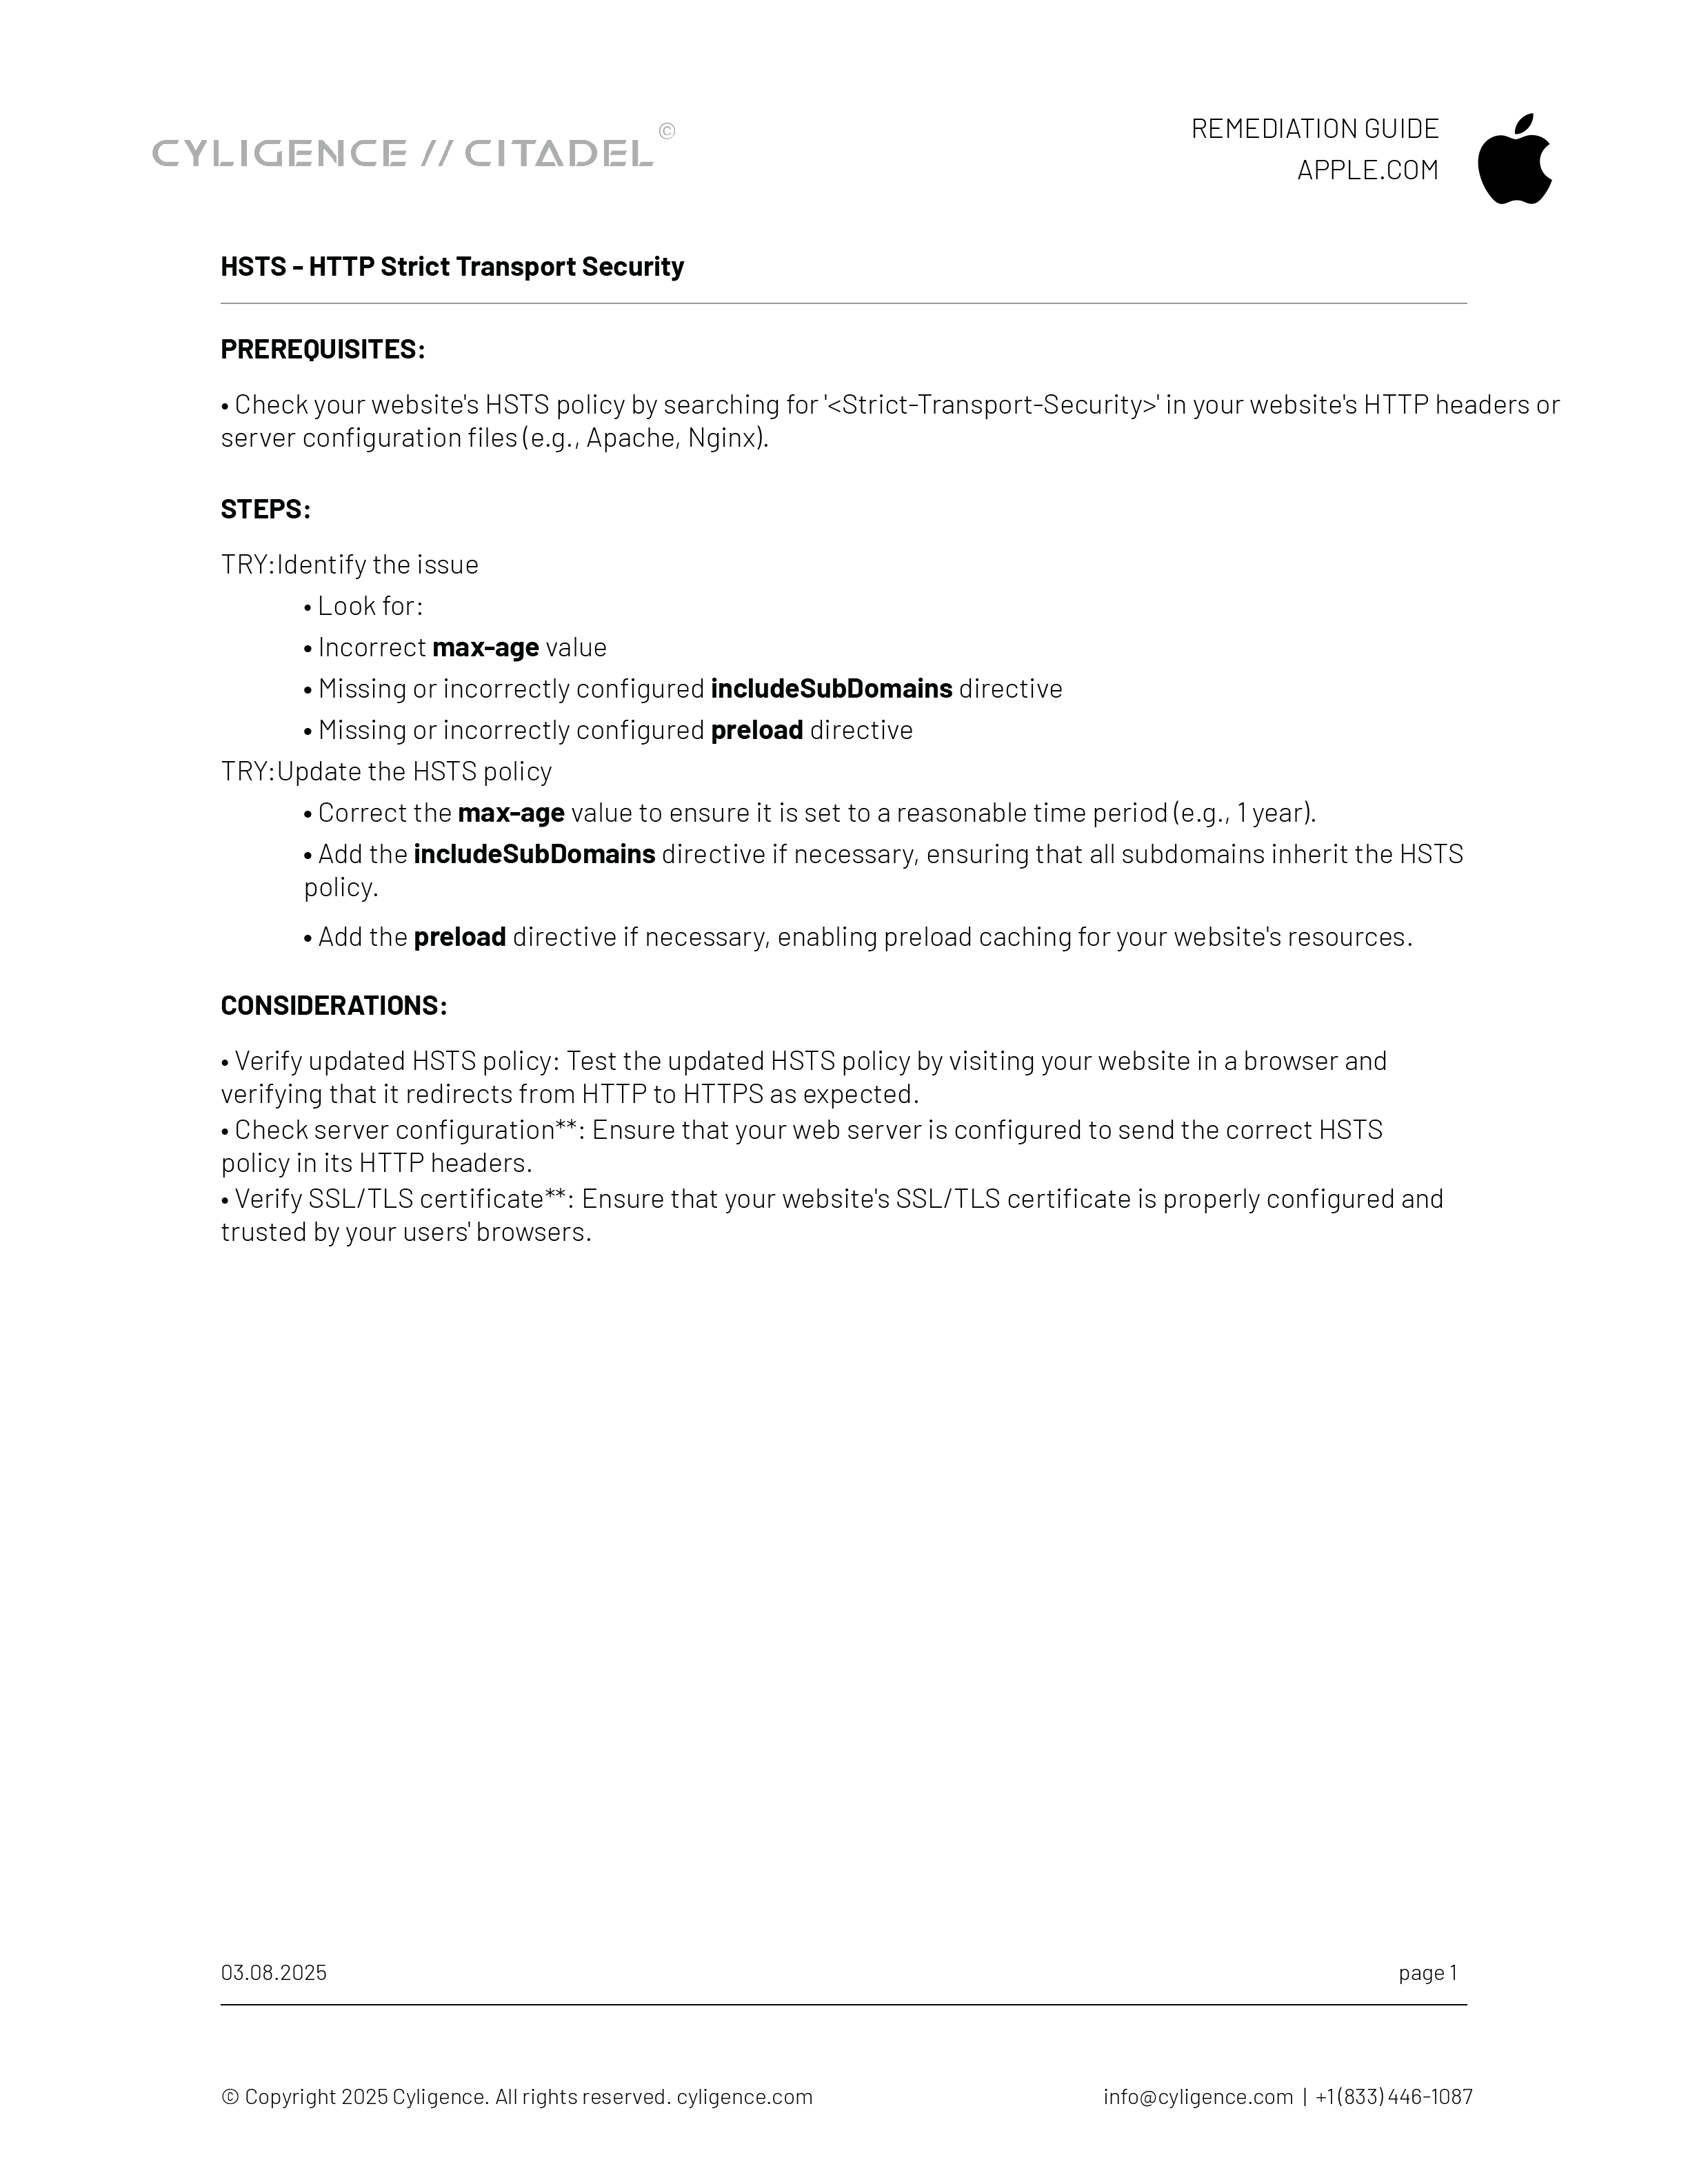 CYLIGENCE // CITADEL ©
REMEDIATION GUIDE
APPLE.COM
HSTS - HTTP Strict Transport Security
PREREQUISITES:
• Check your website's HSTS policy by searching for '<Strict-Transport-Security>' in your website's HTTP headers or
server configuration files (e.g., Apache, Nginx).
STEPS:
TRY:Identify the issue
• Look for:
• Incorrect max-age value
• Missing or incorrectly configured includeSubDomains directive
• Missing or incorrectly configured preload directive
TRY:Update the HSTS policy
• Correct the max-age value to ensure it is set to a reasonable time period (e.g., 1 year).
• Add the includeSubDomains directive if necessary, ensuring that all subdomains inherit the HSTS
policy.
• Add the preload directive if necessary, enabling preload caching for your website's resources.
CONSIDERATIONS:
• Verify updated HSTS policy: Test the updated HSTS policy by visiting your website in a browser and
verifying that it redirects from HTTP to HTTPS as expected.
• Check server configuration**: Ensure that your web server is configured to send the correct HSTS
policy in its HTTP headers.
• Verify SSL/TLS certificate**: Ensure that your website's SSL/TLS certificate is properly configured and
trusted by your users' browsers.
03.08.2025
page 1
© Copyright 2025 Cyligence. All rights reserved. cyligence.com
info@cyligence.com | +1 (833) 446-1087